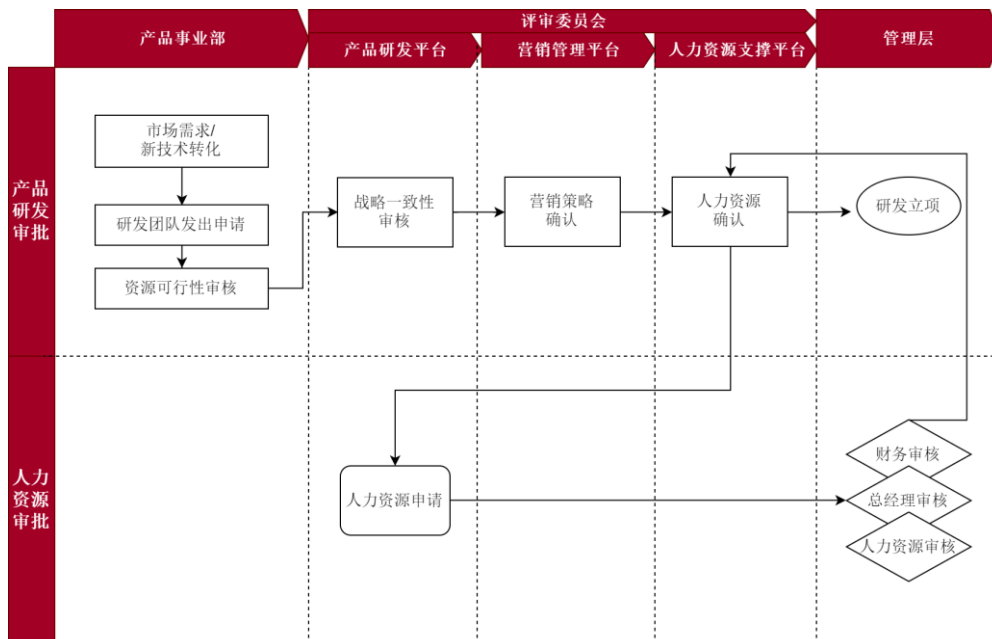 产品事业部
评审委员会
产品研发平台
营销管理平台
人力资源支撑平台
管理层
产品
研发
审批
市场需求/
新技术转化
研发团队发出申请
资源可行性审核
战略一致性
审核
营销策略
确认
人力资源
确认
研发立项
人力
资源
审批
人力资源申请
财务审核
总经理审核
人力资源审核